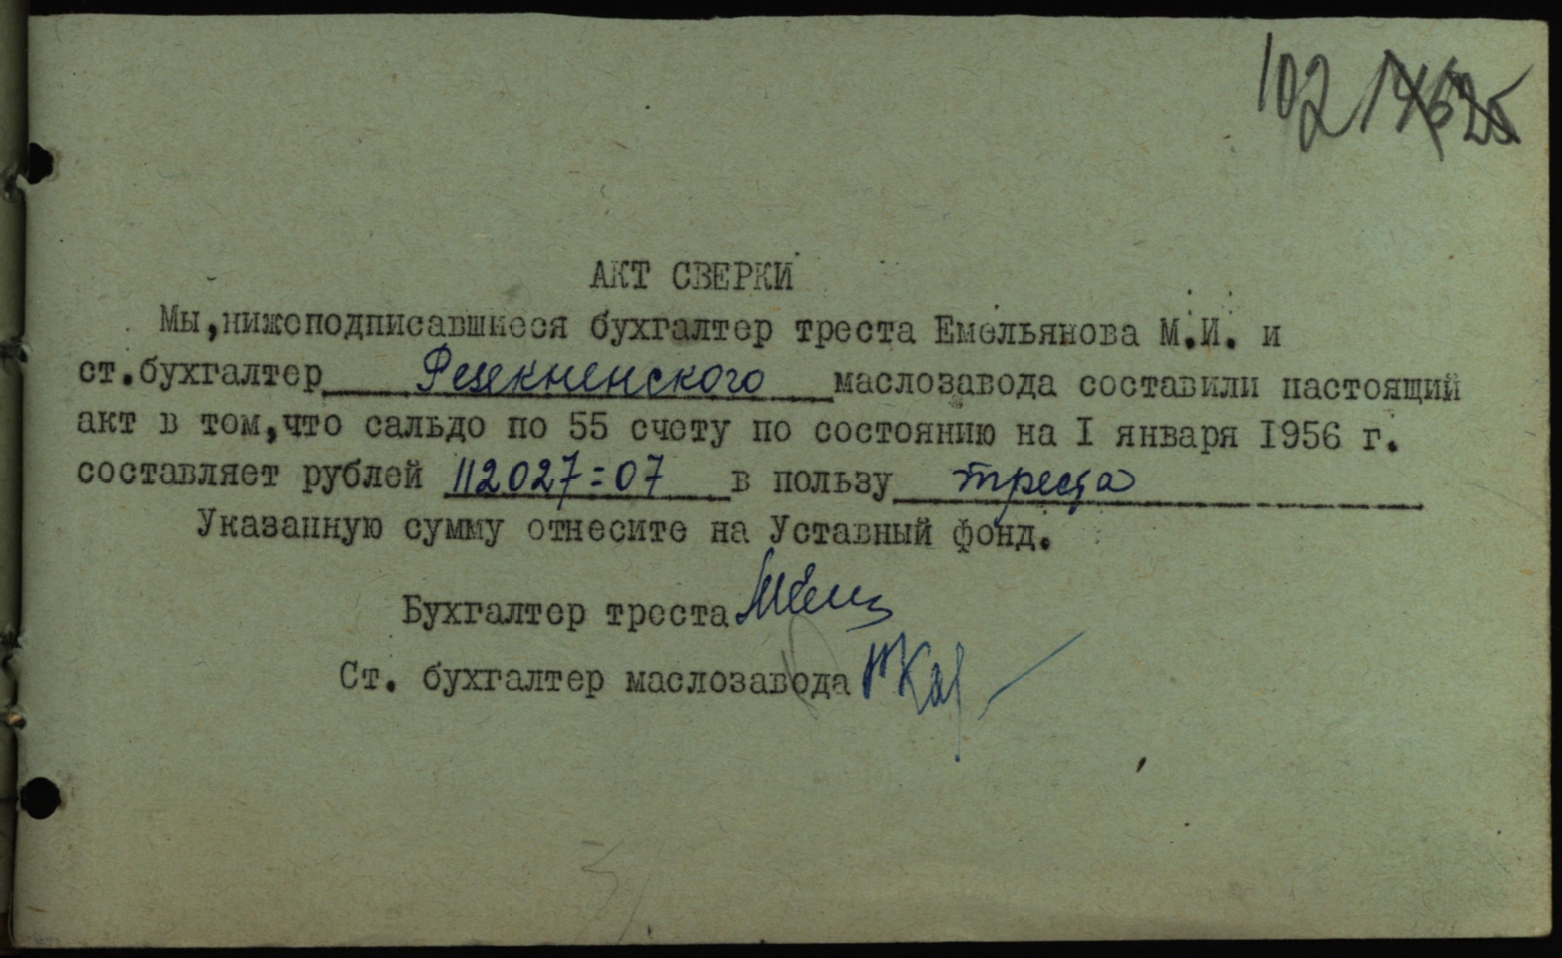 102
АКТ СВЕРКИ
Мы,нижеподписавшиеся бухгалтер треста Емельянова М.И. и
ст.бухгалтер Резекненского маслозавода составили настоящий
акт в том,что сальдо по 55 счету по состоянию на I января I956 г.
составляет рублей 112027=07 в пользу треста
Указанную сумму отнесите на Уставный фонд.
Бухгалтер треста
Ст. бухгалтер маслозавода